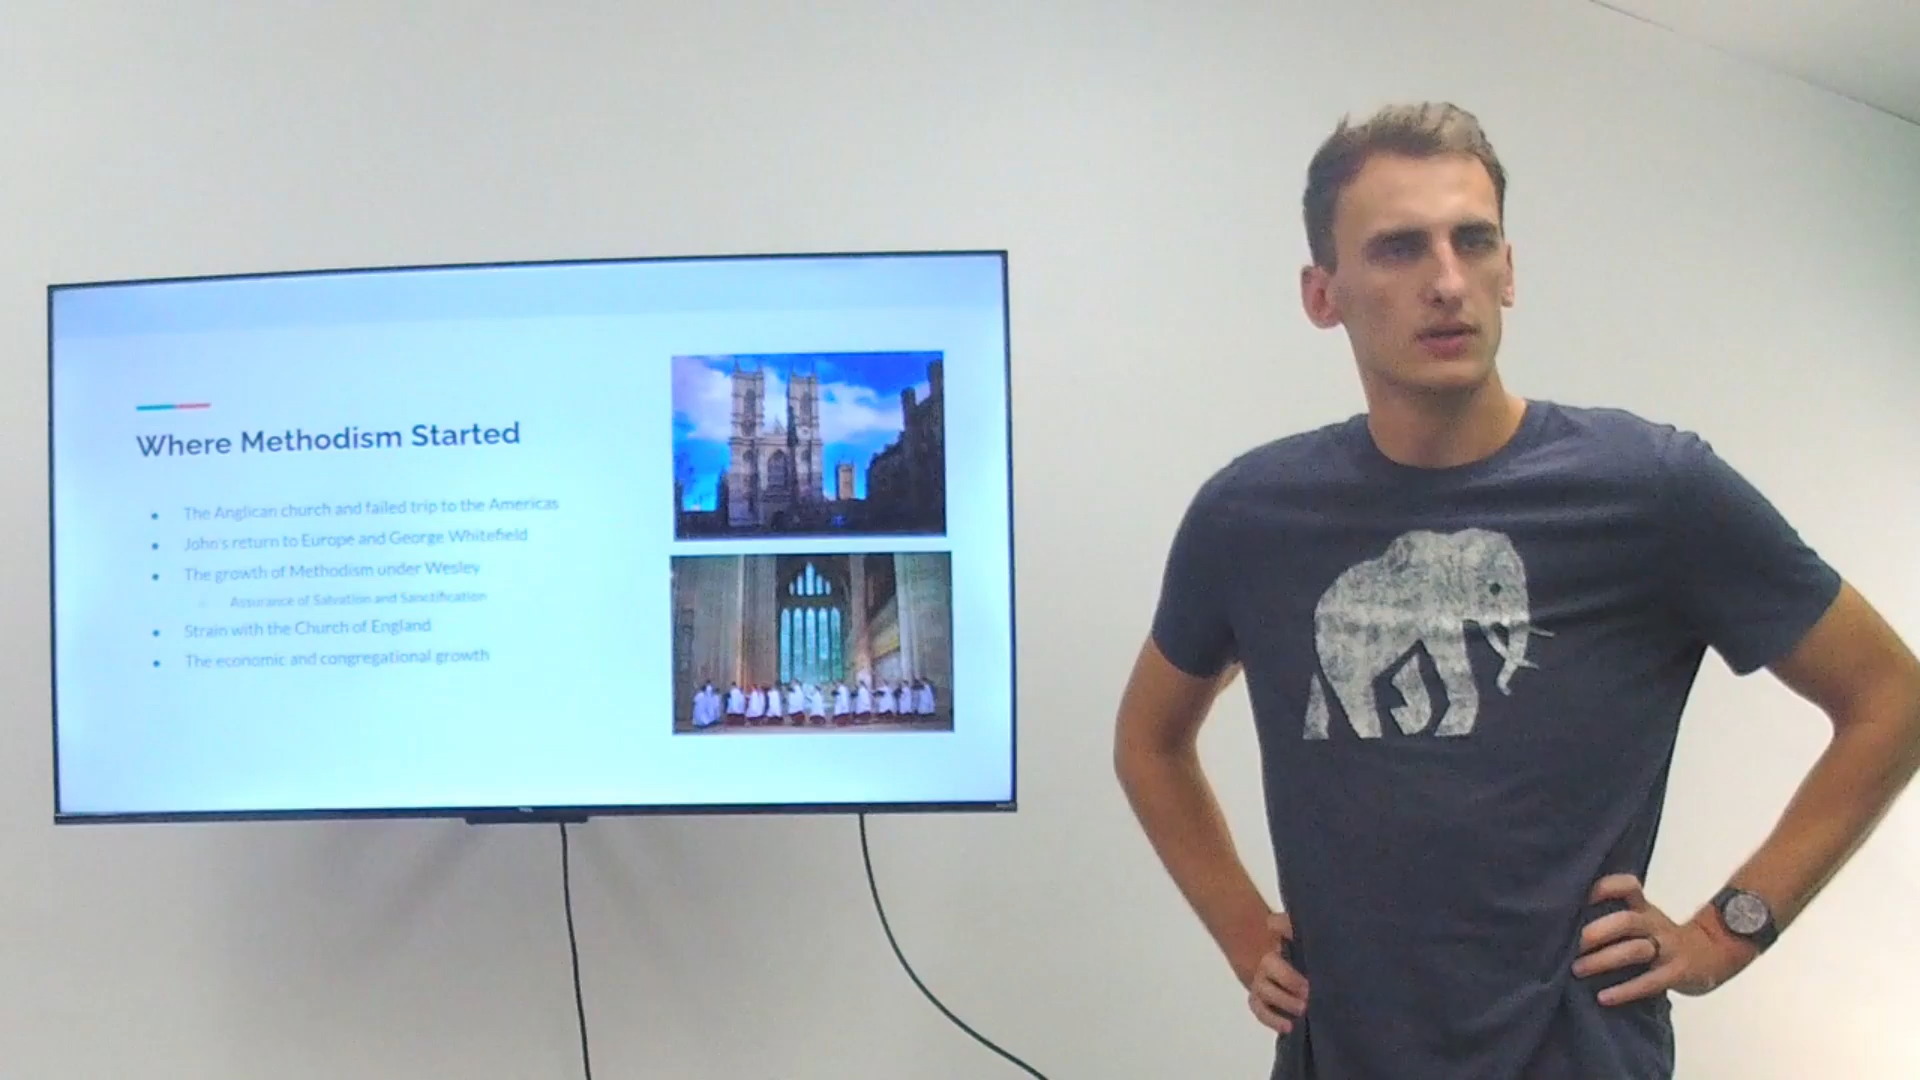 Where Methodism Started
The Anglican church and failed trip to the Americas
John's return to Europe and George Whitefield
The growth of Methodism under Wesley
Assurance of Salvation and Sanctification
Strain with the Church of England
The economic and congregational growth